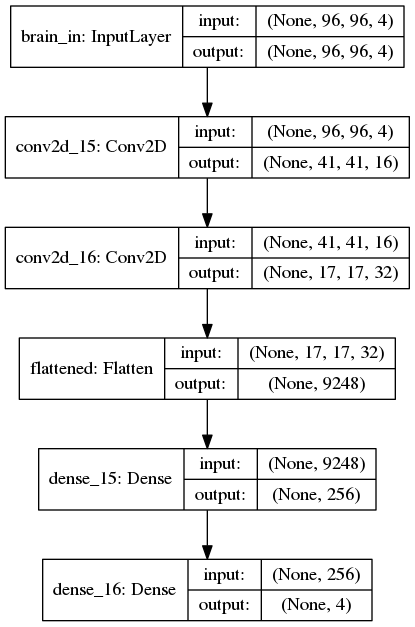 brain_in: InputLayer
input:
(None, 96, 96, 4)
output:
(None, 96, 96, 4)
conv2d_15: Conv2D
input:
(None, 96, 96, 4)
output:
(None, 41, 41, 16)
conv2d_16: Conv2D
input:
(None, 41, 41, 16)
output:
(None, 17, 17, 32)
flattened: Flatten
input:
(None, 17, 17, 32)
output:
(None, 9248)
dense_15: Dense
input:
(None, 9248)
output:
(None, 256)
dense_16: Dense
input:
(None, 256)
output:
(None, 4)